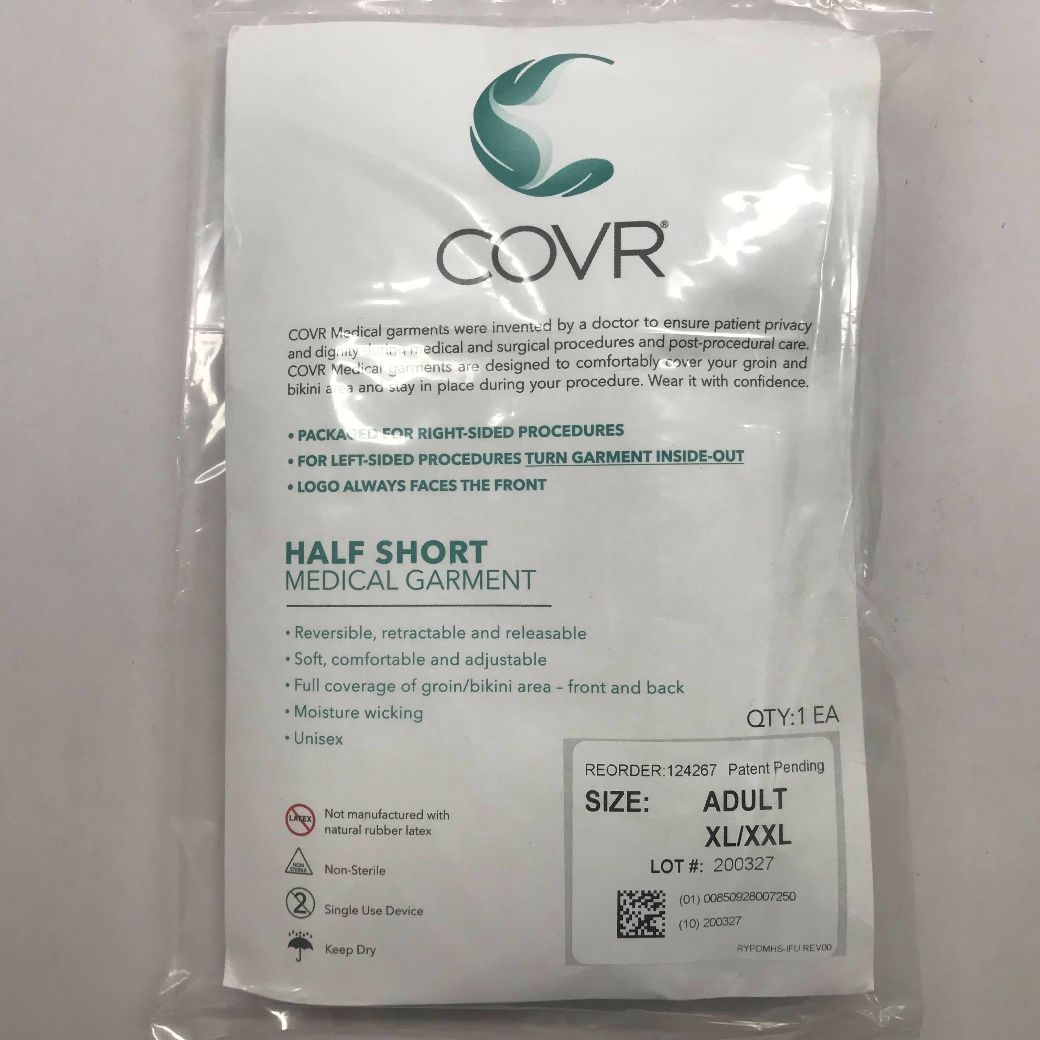 COVR®
COVR Medical garments were invented by a doctor to ensure patient privacy
and dignity during medical and surgical procedures and post-procedural care.
COVR Medical garments are designed to comfortably cover your groin and
bikini area and stay in place during your procedure. Wear it with confidence.
• PACKAGED FOR RIGHT-SIDED PROCEDURES
• FOR LEFT-SIDED PROCEDURES TURN GARMENT INSIDE-OUT
• LOGO ALWAYS FACES THE FRONT
HALF SHORT
MEDICAL GARMENT
• Reversible, retractable and releasable
• Soft, comfortable and adjustable
• Full coverage of groin/bikini area – front and back
• Moisture wicking
• Unisex
QTY:1 EA
REORDER:124267 Patent Pending
SIZE: ADULT
XL/XXL
LOT #: 200327
(01) 00850928007250
(10) 200327
RYPDMHS-IFU REV00
LATEX
Not manufactured with
natural rubber latex
NON
STERILE
Non-Sterile
2
Single Use Device
Keep Dry